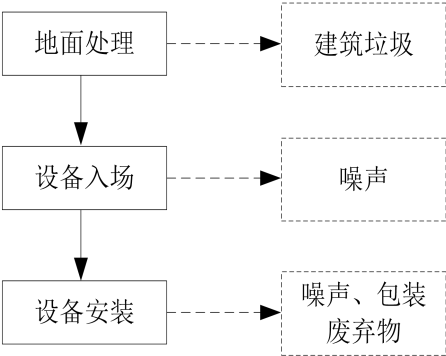 地面处理
建筑垃圾
设备入场
噪声
设备安装
噪声、包装
废弃物